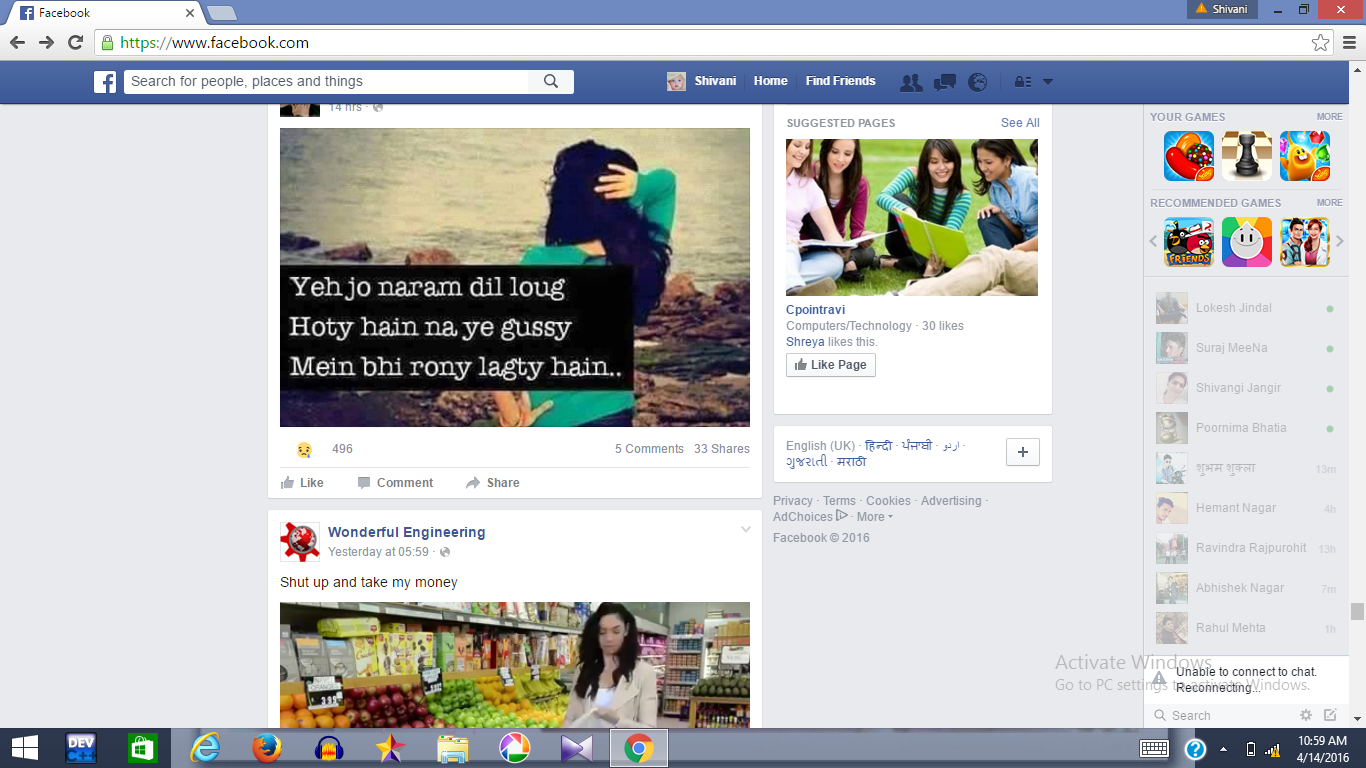 Facebook
Shivani
https://www.facebook.com
Search for people, places and things
Shivani
Home
Find Friends
14 hrs ·
Yeh jo naram dil loug
Hoty hain na ye gussy
Mein bhi rony lagty hain..
496
5 Comments 33 Shares
Like Comment Share
Wonderful Engineering
Yesterday at 05:59 ·
Shut up and take my money
SUGGESTED PAGES
See All
Cpointravi
Computers/Technology · 30 likes
Shreya likes this.
Like Page
English (UK) · हिन्दी · ਪੰਜਾਬੀ · اردو ·
ગુજરાતી · मराठी
Privacy · Terms · Cookies · Advertising ·
AdChoices · More
Facebook © 2016
YOUR GAMES
MORE
RECOMMENDED GAMES
MORE
FRIENDS
Lokesh Jindal
Suraj MeeNa
Shivangi Jangir
Poornima Bhatia
शुभम शुक्ला 13m
Hemant Nagar 4h
Ravindra Rajpurohit 13h
Abhishek Nagar 7m
Rahul Mehta 1h
Activate Windows
Go to PC settings to activate Windows.
Unable to connect to chat.
Reconnecting...
Search
DEV
10:59 AM
4/14/2016